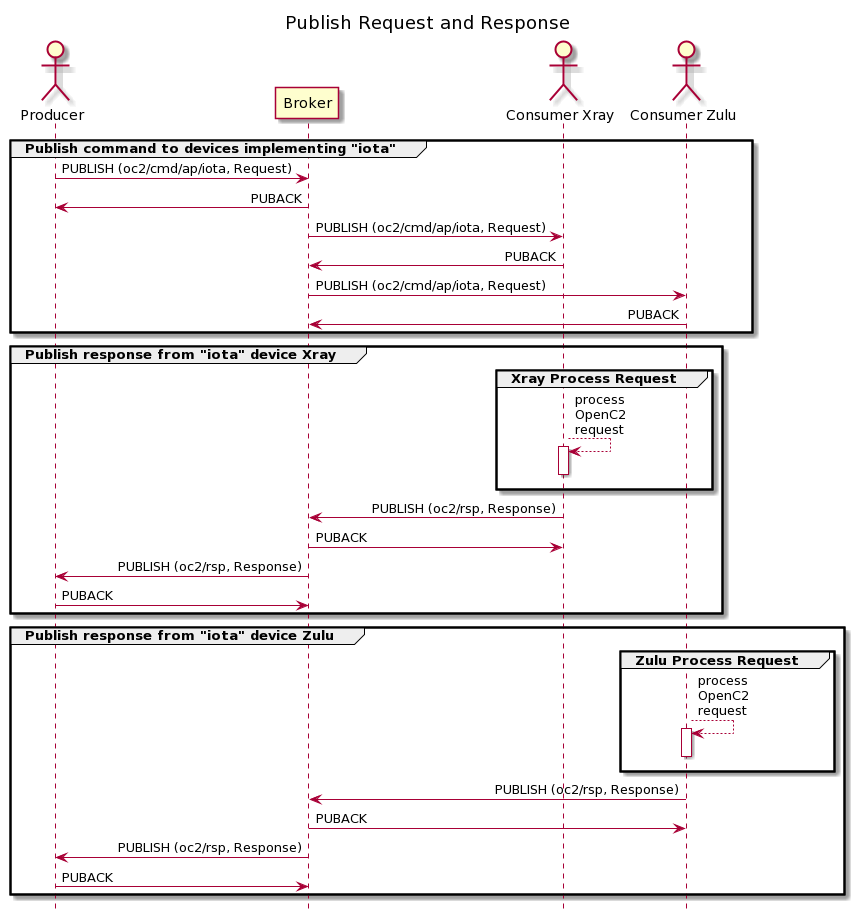 Publish Request and Response
Producer
Broker
Consumer Xray
Consumer Zulu
Publish command to devices implementing "iota"
PUBLISH (oc2/cmd/ap/iota, Request)
PUBACK
PUBLISH (oc2/cmd/ap/iota, Request)
PUBACK
PUBLISH (oc2/cmd/ap/iota, Request)
PUBACK
Publish response from "iota" device Xray
Xray Process Request
process
OpenC2
request
PUBLISH (oc2/rsp, Response)
PUBACK
PUBLISH (oc2/rsp, Response)
PUBACK
Publish response from "iota" device Zulu
Zulu Process Request
process
OpenC2
request
PUBLISH (oc2/rsp, Response)
PUBACK
PUBLISH (oc2/rsp, Response)
PUBACK